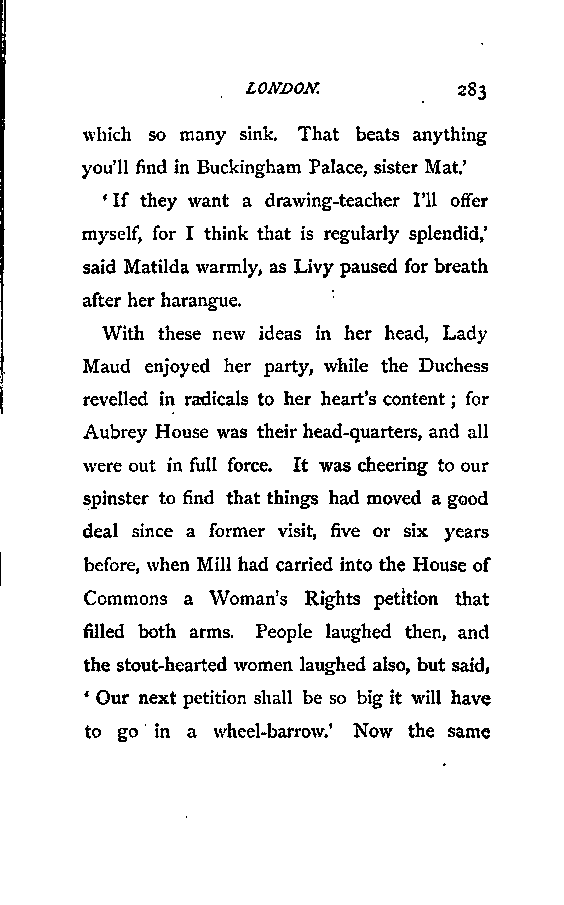 LONDON. 283
which so many sink. That beats anything
you'll find in Buckingham Palace, sister Mat.'
'If they want a drawing-teacher I'll offer
myself, for I think that is regularly splendid,'
said Matilda warmly, as Livy paused for breath
after her harangue.
With these new ideas in her head, Lady
Maud enjoyed her party, while the Duchess
revelled in radicals to her heart's content; for
Aubrey House was their head-quarters, and all
were out in full force. It was cheering to our
spinster to find that things had moved a good
deal since a former visit, five or six years
before, when Mill had carried into the House of
Commons a Woman's Rights petition that
filled both arms. People laughed then, and
the stout-hearted women laughed also, but said,
'Our next petition shall be so big it will have
to go in a wheel-barrow.' Now the same